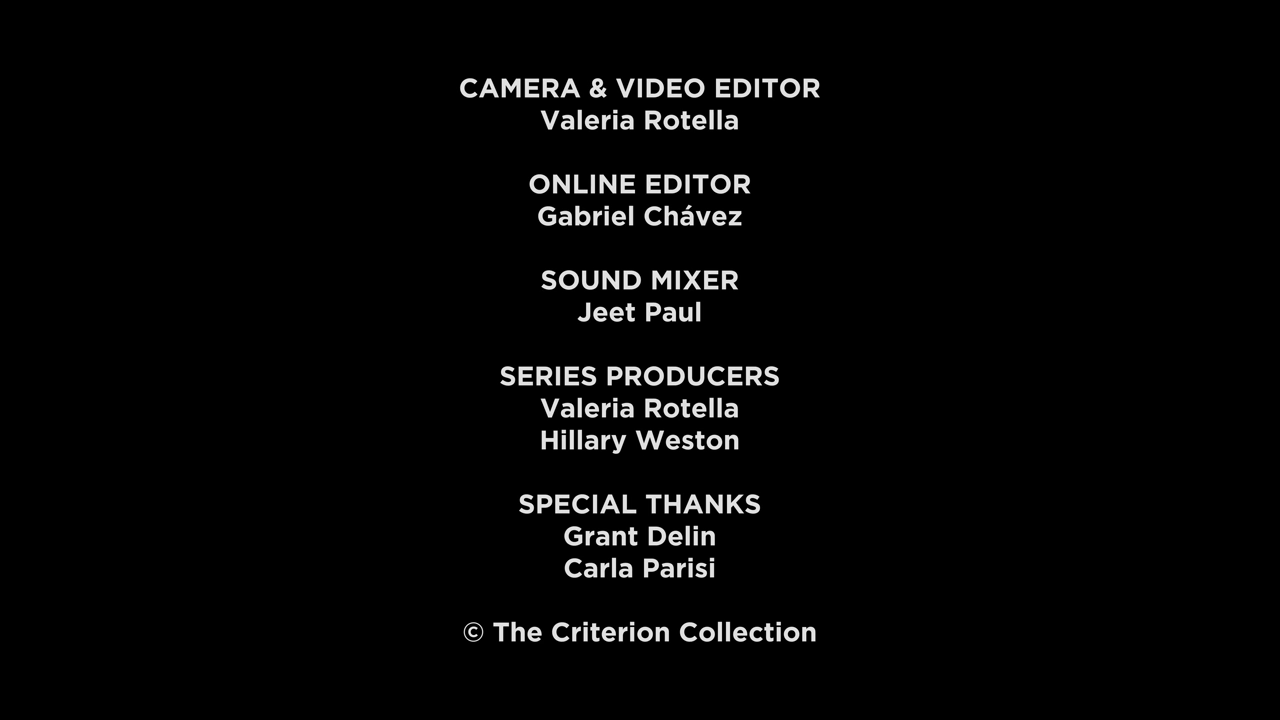 CAMERA & VIDEO EDITOR
Valeria Rotella
ONLINE EDITOR
Gabriel Chávez
SOUND MIXER
Jeet Paul
SERIES PRODUCERS
Valeria Rotella
Hillary Weston
SPECIAL THANKS
Grant Delin
Carla Parisi
© The Criterion Collection